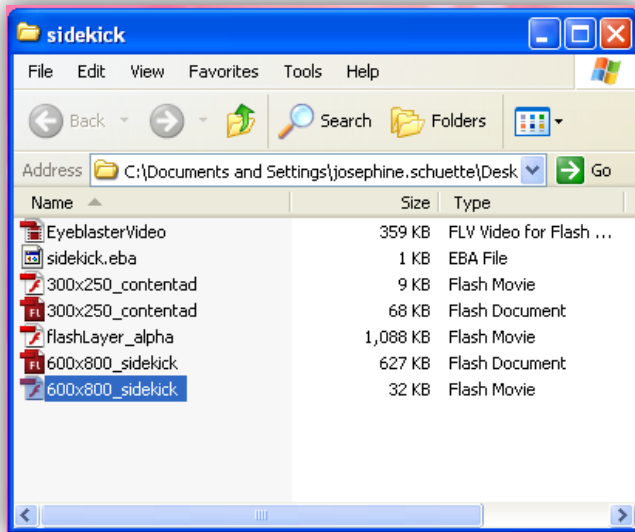 sidekick
File Edit View Favorites Tools Help
Back Search Folders
Address C:\Documents and Settings\josephine.schuette\Desk Go
Name Size Type
EyeblasterVideo 359 KB FLV Video for Flash ...
sidekick.eba 1 KB EBA File
300x250_contentad 9 KB Flash Movie
300x250_contentad 68 KB Flash Document
flashLayer_alpha 1,088 KB Flash Movie
600x800_sidekick 627 KB Flash Document
600x800_sidekick 32 KB Flash Movie